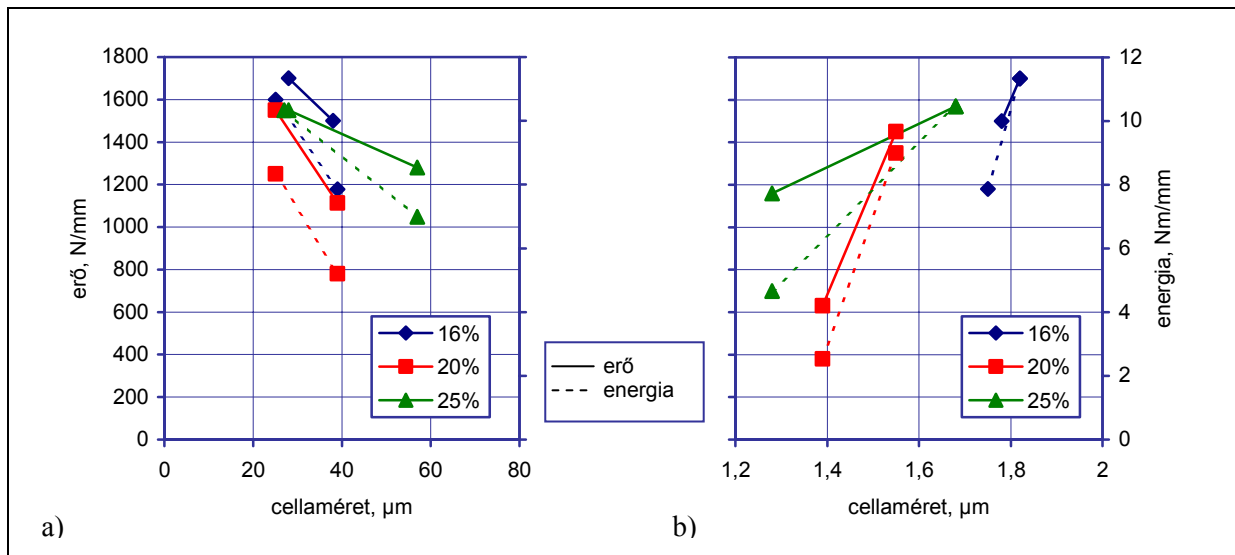 1800
1600
1400
1200
1000
800
600
400
200
0
erő, N/mm
0 20 40 60 80
cellaméret, µm
16%
20%
25%
a)
erő
energia
12
10
8
6
4
2
0
energia, Nm/mm
1,2 1,4 1,6 1,8 2
cellaméret, µm
16%
20%
25%
b)